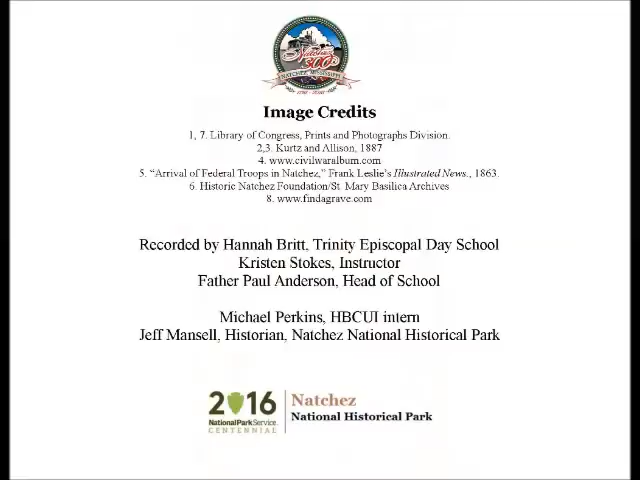 Natchez
300
NATCHEZ, MISSISSIPPI
Image Credits
1, 7. Library of Congress, Prints and Photographs Division.
2,3. Kurtz and Allison, 1887
4. www.civilwaralbum.com
5. “Arrival of Federal Troops in Natchez,” Frank Leslie’s Illustrated News., 1863.
6. Historic Natchez Foundation/St. Mary Basilica Archives
8. www.findagrave.com
Recorded by Hannah Britt, Trinity Episcopal Day School
Kristen Stokes, Instructor
Father Paul Anderson, Head of School
Michael Perkins, HBCUI intern
Jeff Mansell, Historian, Natchez National Historical Park
2016
National Park Service
CENTENNIAL
Natchez
National Historical Park